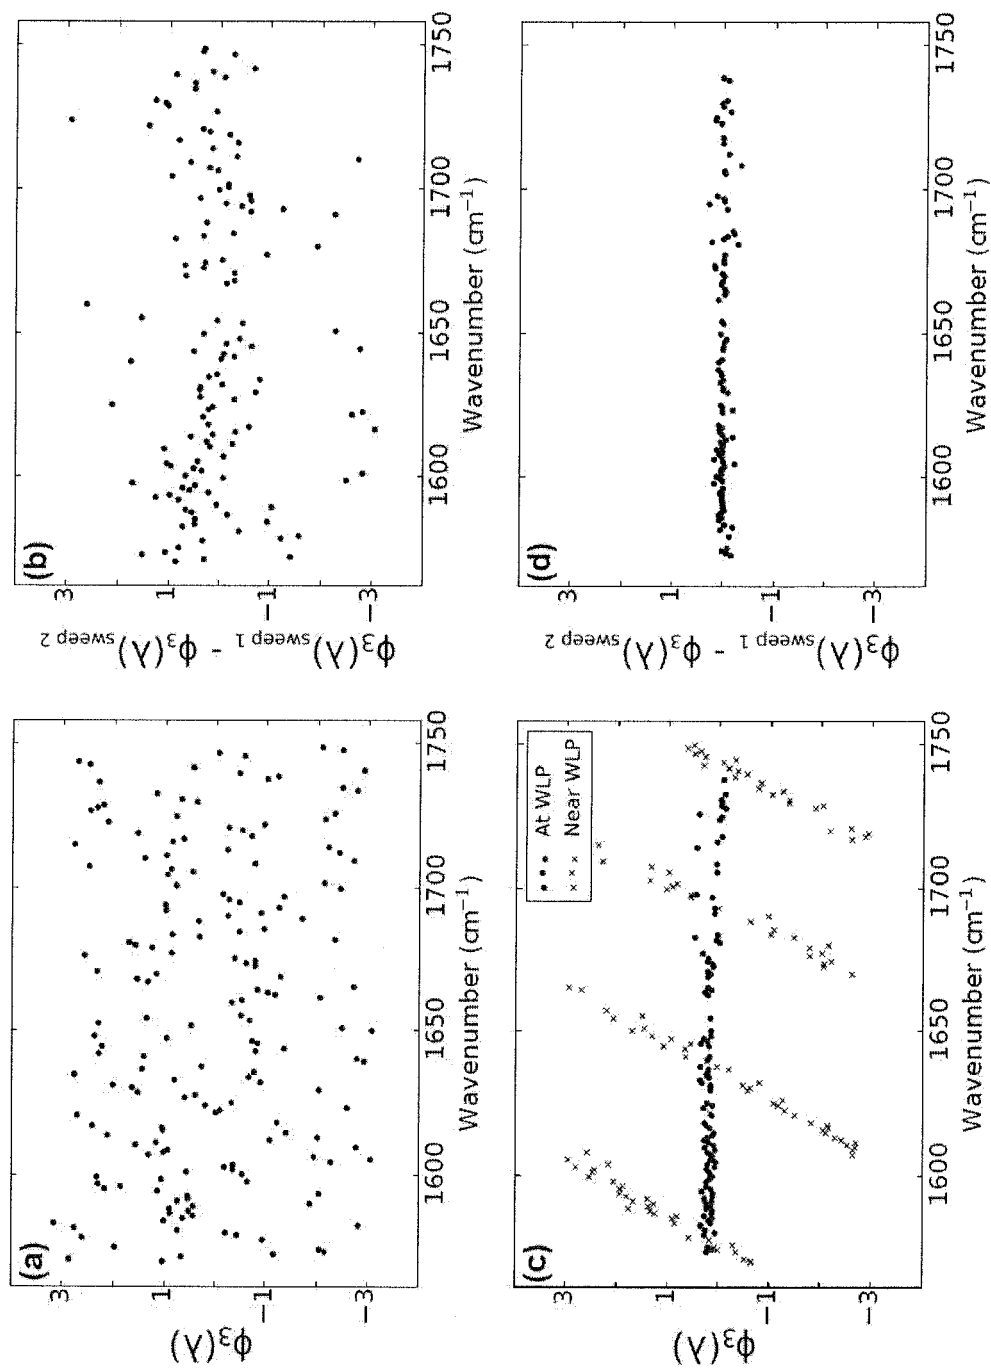 (a)
3
1
−1
−3
ϕ₃(λ)
1600
1650
1700
1750
Wavenumber (cm⁻¹)
(b)
3
1
−1
−3
ϕ₃(λ)sweep 1 - ϕ₃(λ)sweep 2
1600
1650
1700
1750
Wavenumber (cm⁻¹)
(c)
At WLP
Near WLP
3
1
−1
−3
ϕ₃(λ)
1600
1650
1700
1750
Wavenumber (cm⁻¹)
(d)
3
1
−1
−3
ϕ₃(λ)sweep 1 - ϕ₃(λ)sweep 2
1600
1650
1700
1750
Wavenumber (cm⁻¹)